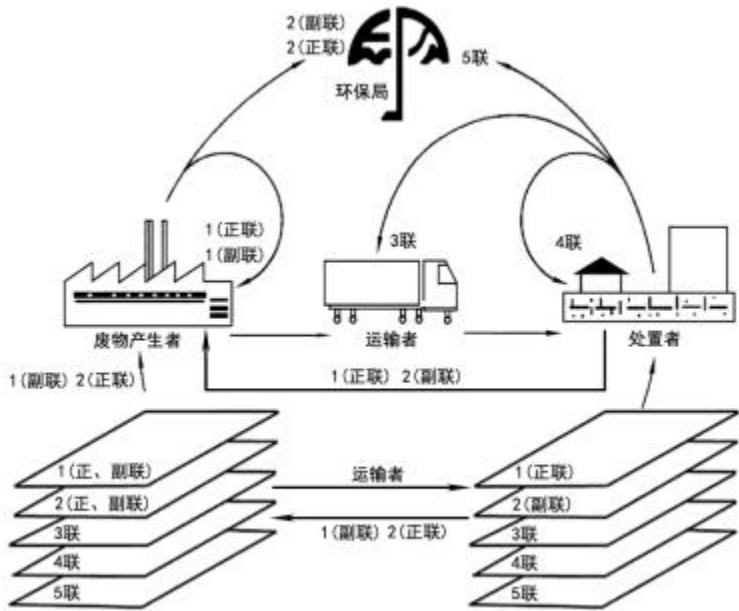 2(副联)
2(正联)
5联
环保局
1(正联)
1(副联)
3联
4联
废物产生者
运输者
处置者
1(副联) 2(正联)
1(正联) 2(副联)
1(正、副联)
2(正、副联)
3联
4联
5联
运输者
1(副联) 2(正联)
1(正联)
2(副联)
3联
4联
5联